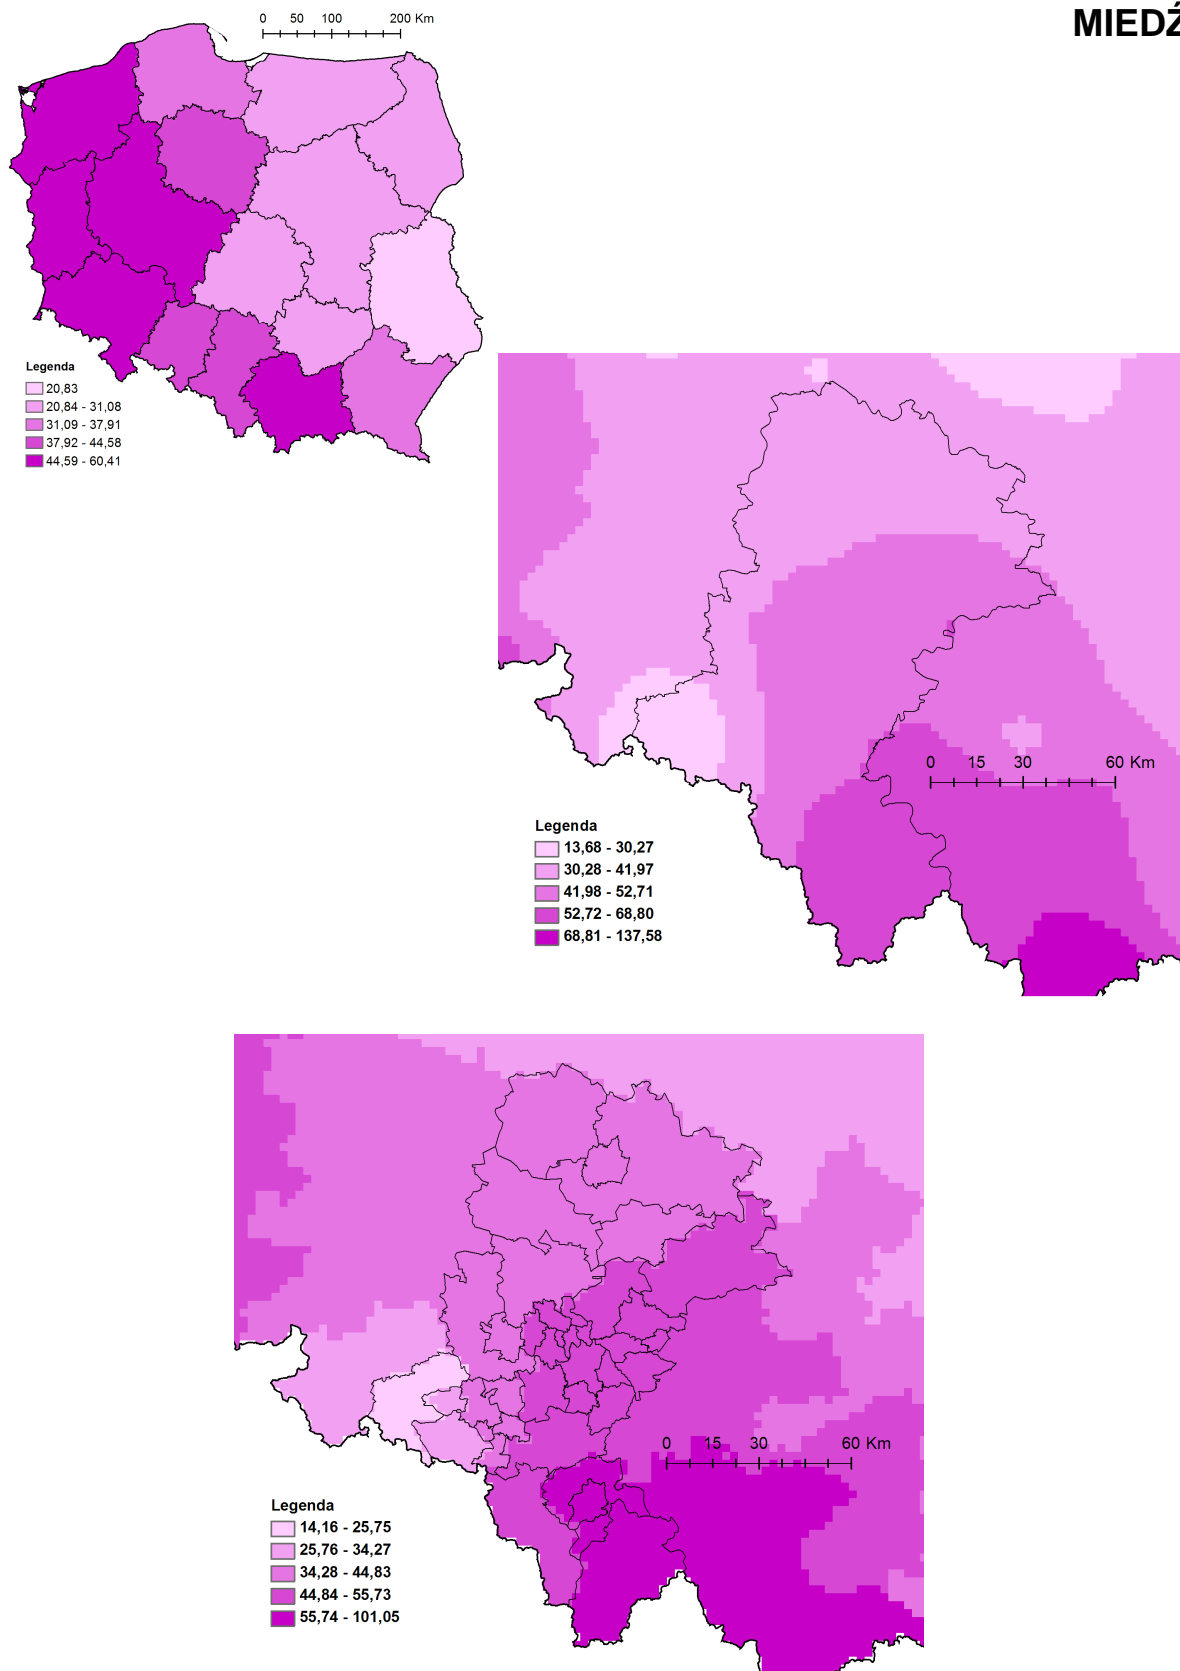 MIEDŹ
0 50 100 200 Km
Legenda
20,83
20,84 - 31,08
31,09 - 37,91
37,92 - 44,58
44,59 - 60,41
0 15 30 60 Km
Legenda
13,68 - 30,27
30,28 - 41,97
41,98 - 52,71
52,72 - 68,80
68,81 - 137,58
0 15 30 60 Km
Legenda
14,16 - 25,75
25,76 - 34,27
34,28 - 44,83
44,84 - 55,73
55,74 - 101,05